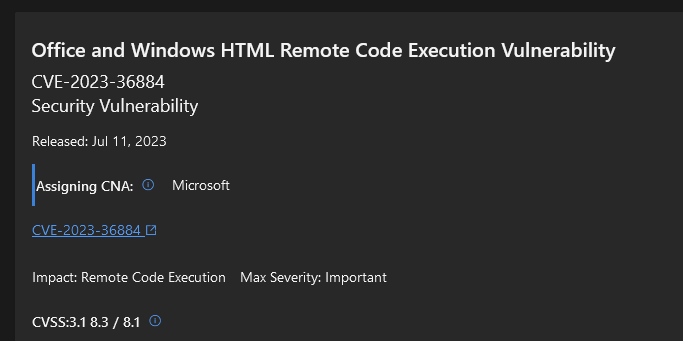 Office and Windows HTML Remote Code Execution Vulnerability
CVE-2023-36884
Security Vulnerability
Released: Jul 11, 2023
Assigning CNA: Microsoft
CVE-2023-36884
Impact: Remote Code Execution Max Severity: Important
CVSS:3.1 8.3 / 8.1